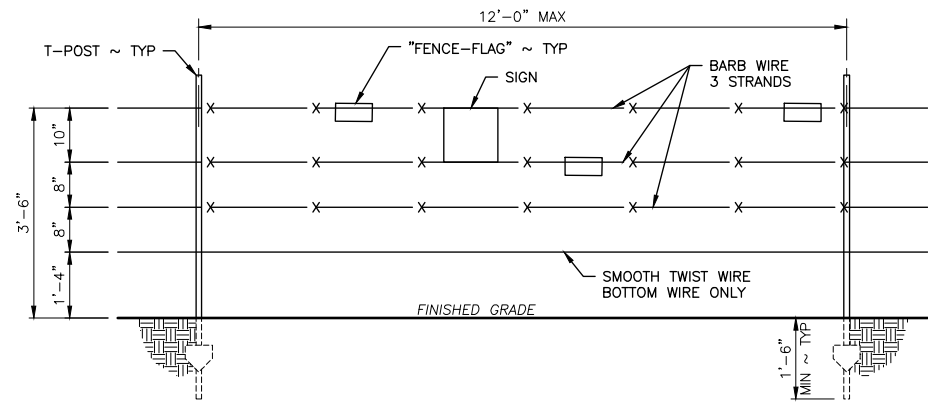 12'-0" MAX
T-POST ~ TYP
"FENCE-FLAG" ~ TYP
SIGN
BARB WIRE
3 STRANDS
10"
8"
3'-6"
8"
1'-4"
SMOOTH TWIST WIRE
BOTTOM WIRE ONLY
FINISHED GRADE
1'-6"
MIN ~ TYP